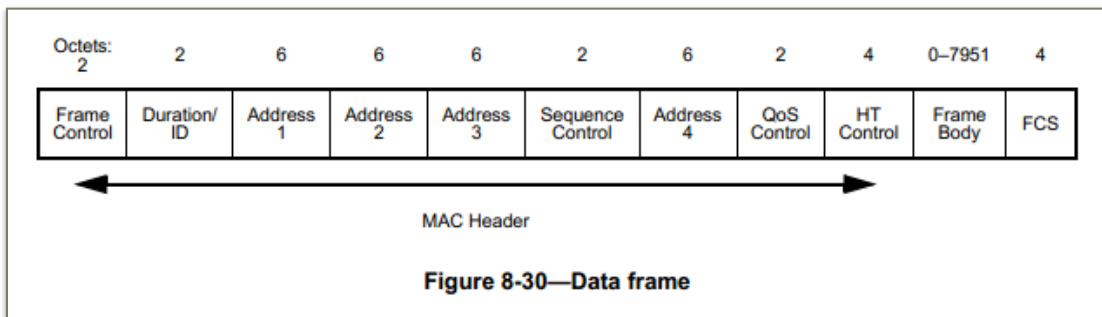 Octets:
2 2 6 6 6 2 6 2 4 0–7951 4
Frame Control Duration/ ID Address 1 Address 2 Address 3 Sequence Control Address 4 QoS Control HT Control Frame Body FCS
MAC Header
Figure 8-30—Data frame